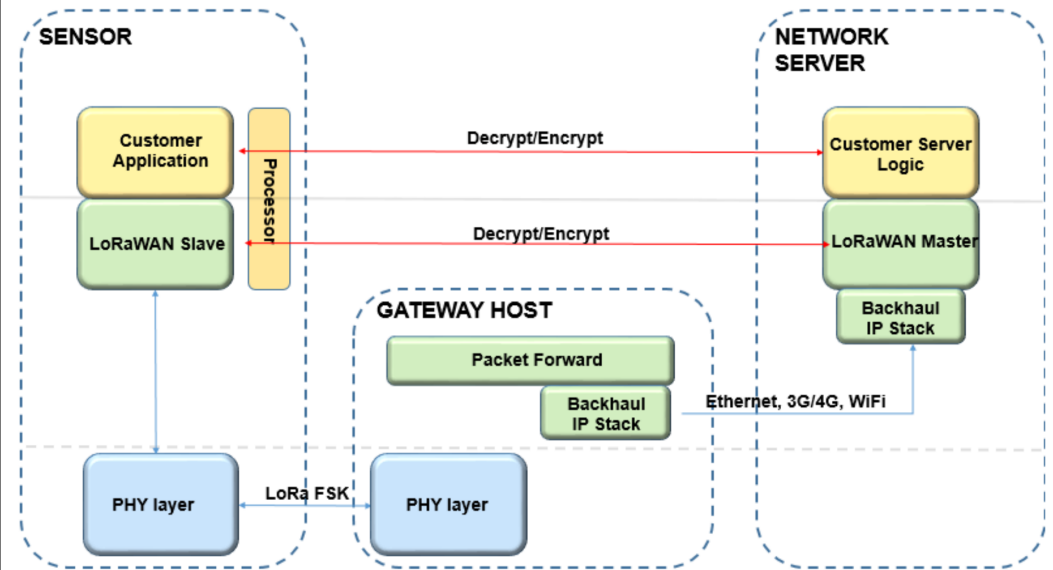 SENSOR
NETWORK
SERVER
Customer
Application
Processor
Decrypt/Encrypt
Customer Server
Logic
LoRaWAN Slave
Decrypt/Encrypt
LoRaWAN Master
Backhaul
IP Stack
GATEWAY HOST
Packet Forward
Backhaul
IP Stack
Ethernet, 3G/4G, WiFi
PHY layer
LoRa FSK
PHY layer